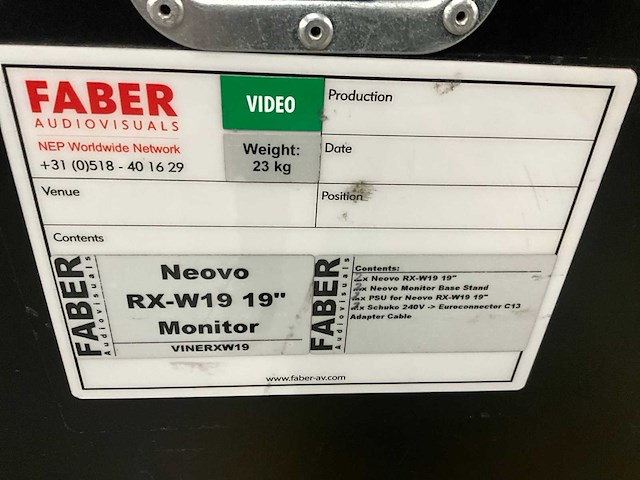 FABER
AUDIOVISUALS
NEP Worldwide Network
+31 (0)518 - 40 16 29
VIDEO
Weight:
23 kg
Production
Date
Venue
Position
Contents
FABER
Audiovisuals
Neovo
RX-W19 19"
Monitor
VINERXW19
FABER
Audiovisuals
Contents:
x Neovo RX-W19 19"
x Neovo Monitor Base Stand
x PSU for Neovo RX-W19 19"
x Schuko 240V -> Euroconnector C13
Adapter Cable
www.faber-av.com